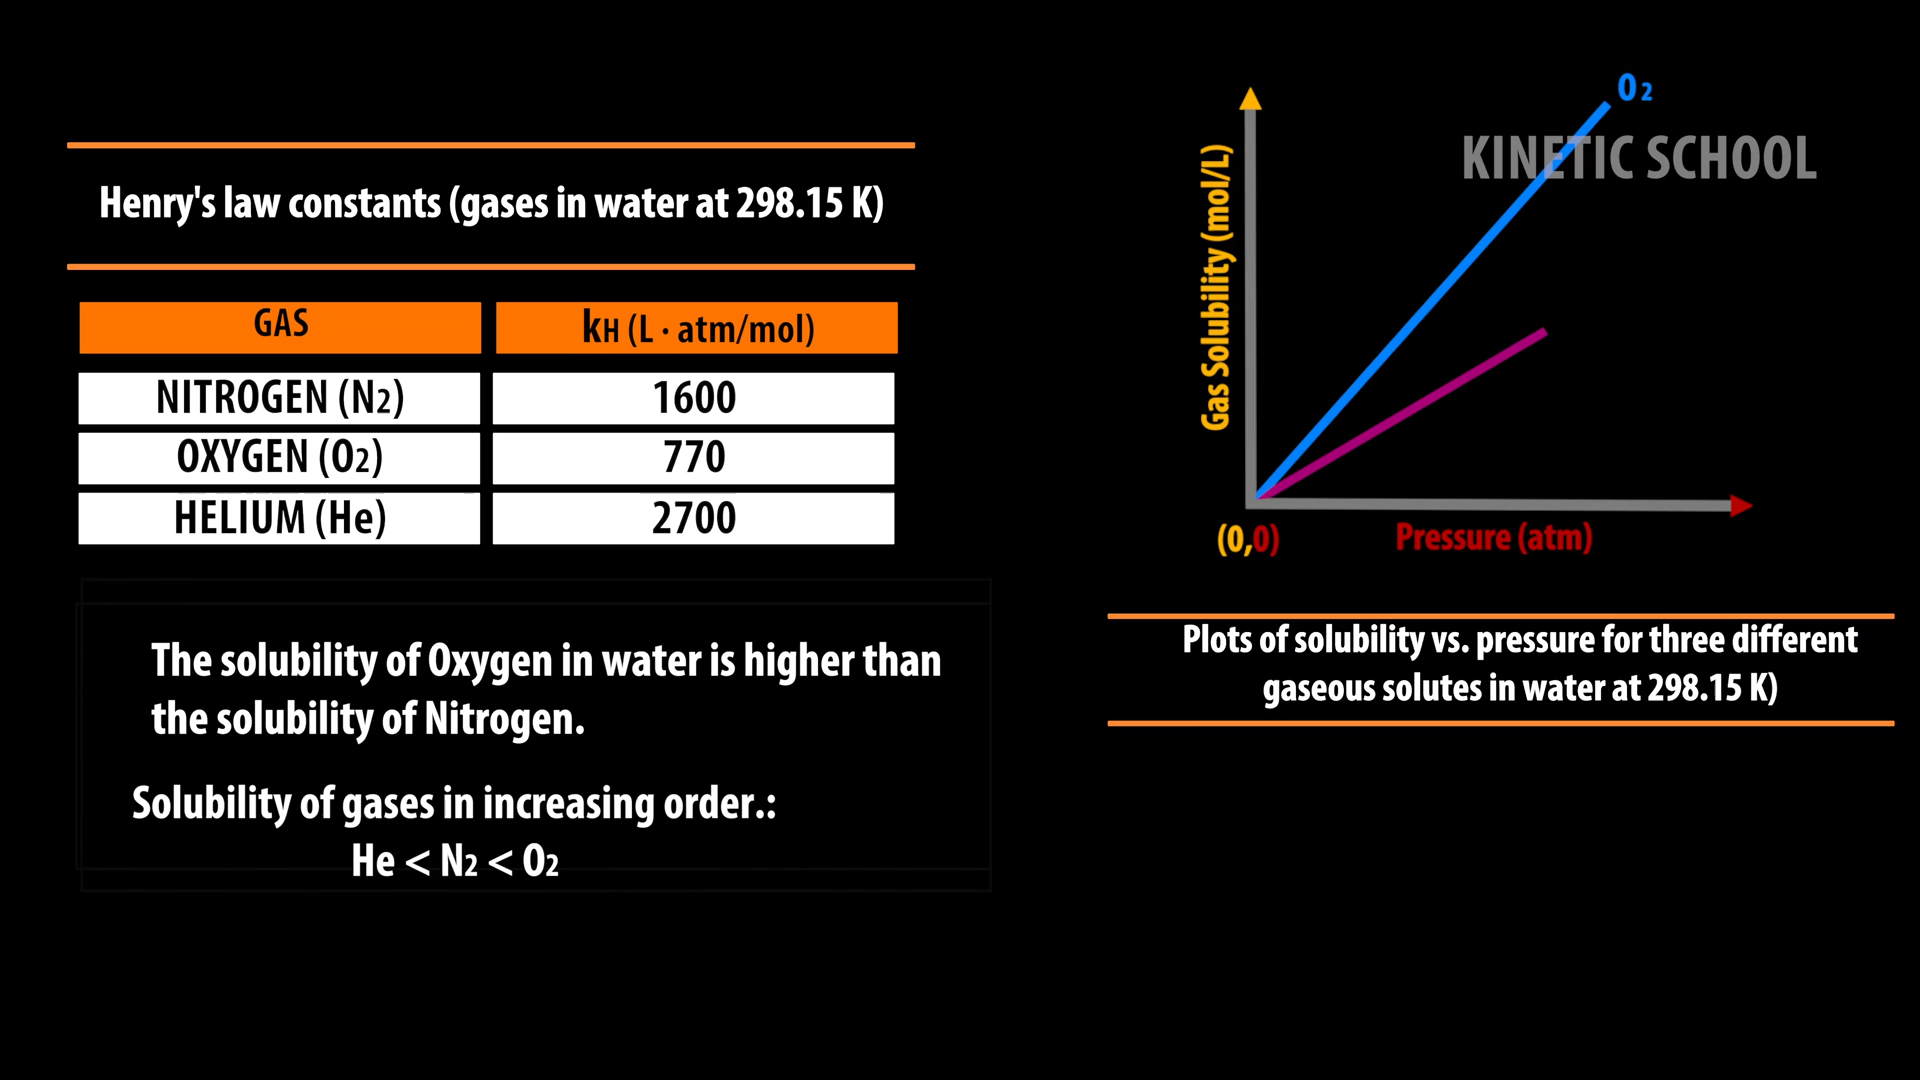 Henry's law constants (gases in water at 298.15 K)
GAS
kH (L · atm/mol)
NITROGEN (N2)
1600
OXYGEN (O2)
770
HELIUM (He)
2700
The solubility of Oxygen in water is higher than
the solubility of Nitrogen.
Solubility of gases in increasing order.:
He < N2 < O2
O2
KINETIC SCHOOL
Gas Solubility (mol/L)
(0,0)
Pressure (atm)
Plots of solubility vs. pressure for three different
gaseous solutes in water at 298.15 K)